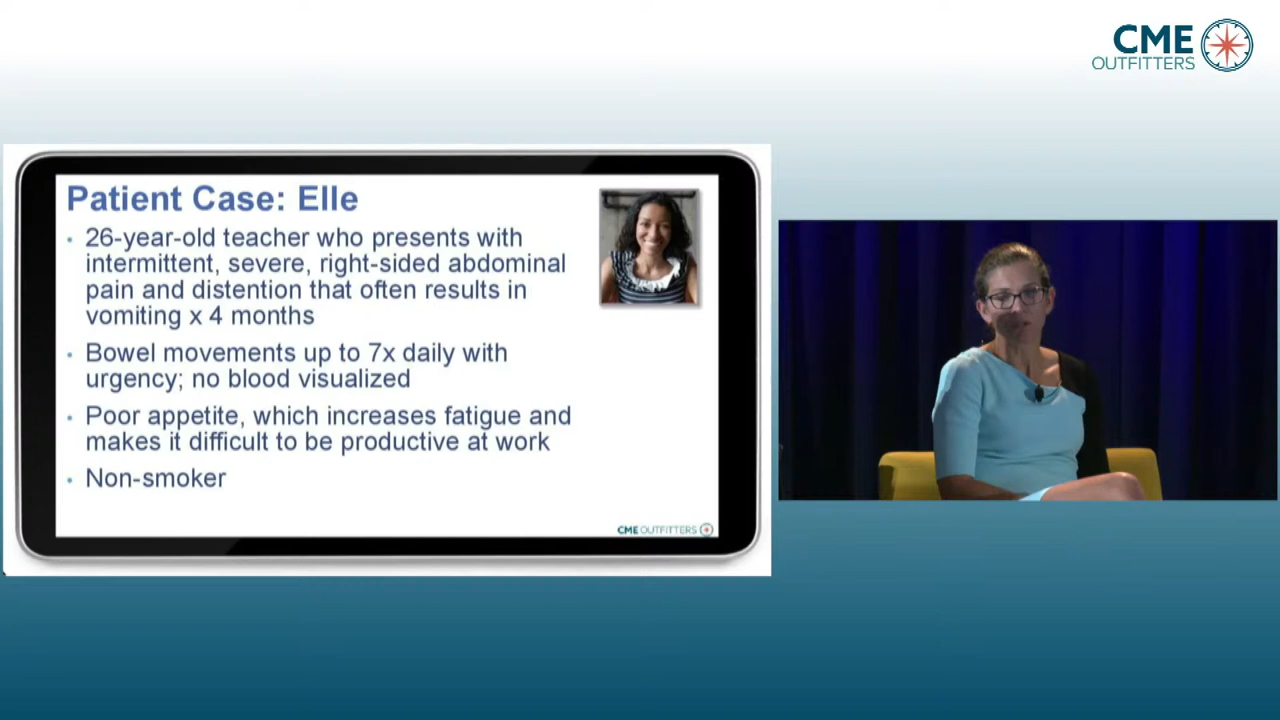 CME
OUTFITTERS
Patient Case: Elle
• 26-year-old teacher who presents with
intermittent, severe, right-sided abdominal
pain and distention that often results in
vomiting x 4 months
• Bowel movements up to 7x daily with
urgency; no blood visualized
• Poor appetite, which increases fatigue and
makes it difficult to be productive at work
• Non-smoker
CME OUTFITTERS